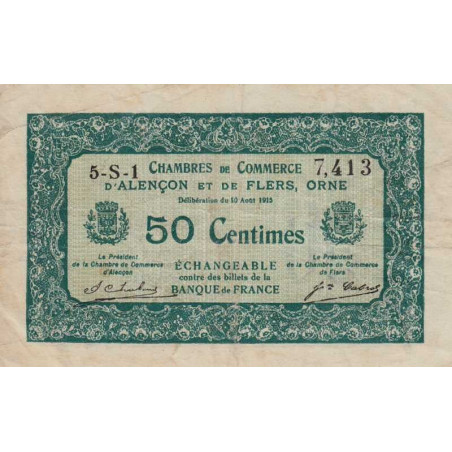 5-S-1 CHAMBRES DE COMMERCE 7,413
D'ALENÇON ET DE FLERS, ORNE
Délibération du 10 Août 1915
50 Centimes
Le Président
de la Chambre de Commerce
d'Alençon
ÉCHANGEABLE
contre des billets de la
BANQUE de FRANCE
Le Président
de la Chambre de Commerce
de Flers